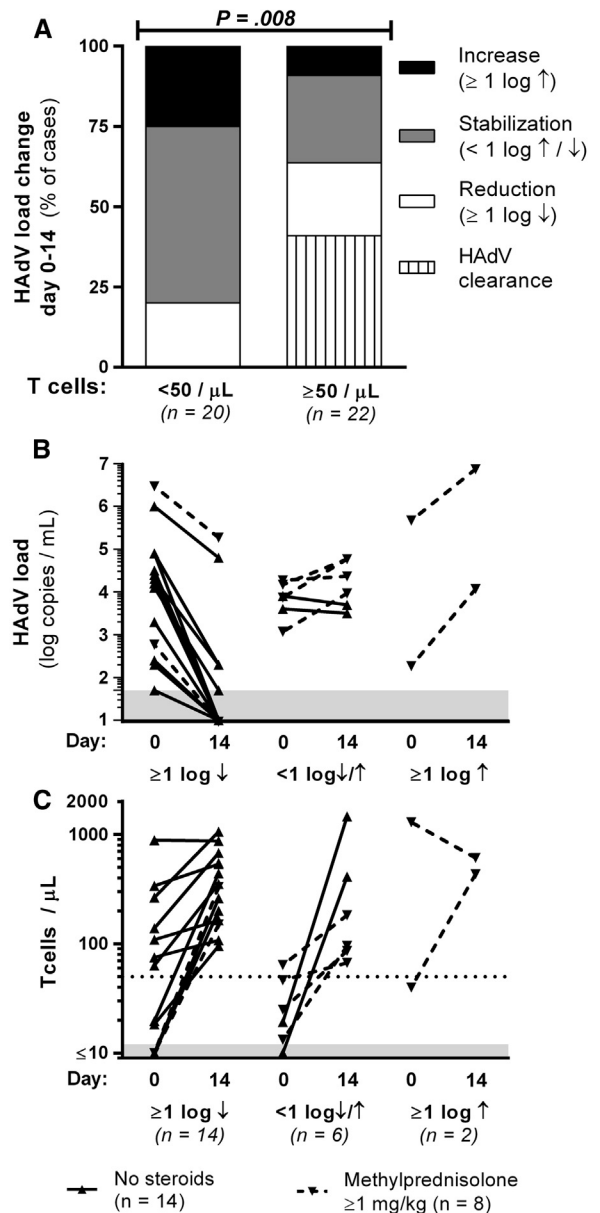 A
P = .008
HAdV load change
day 0-14 (% of cases)
100
75
50
25
0
Increase
(≥ 1 log ↑)
Stabilization
(< 1 log ↑ / ↓)
Reduction
(≥ 1 log ↓)
HAdV
clearance
T cells: <50 / μL ≥50 / μL
(n = 20) (n = 22)
B
HAdV load
(log copies / mL)
7
6
5
4
3
2
1
Day: 0 14 0 14 0 14
≥1 log ↓ <1 log↓/↑ ≥1 log ↑
C
Tcells / μL
2000
1000
100
≤10
Day: 0 14 0 14 0 14
≥1 log ↓ <1 log↓/↑ ≥1 log ↑
(n = 14) (n = 6) (n = 2)
No steroids
(n = 14)
Methylprednisolone
≥1 mg/kg (n = 8)